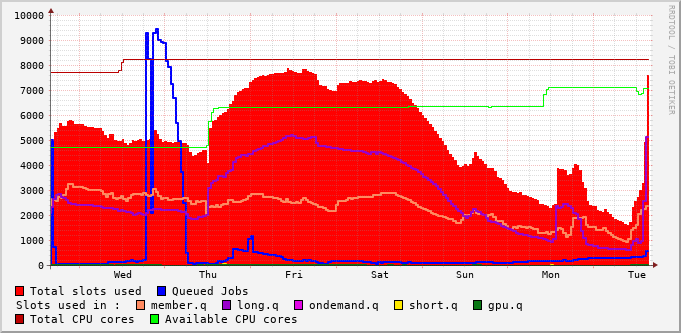 10000
9000
8000
7000
6000
5000
4000
3000
2000
1000
0
Wed Thu Fri Sat Sun Mon Tue
RRDTOOL / TOBI OETIKER
Total slots used Queued Jobs
Slots used in : member.q long.q ondemand.q short.q gpu.q
Total CPU cores Available CPU cores